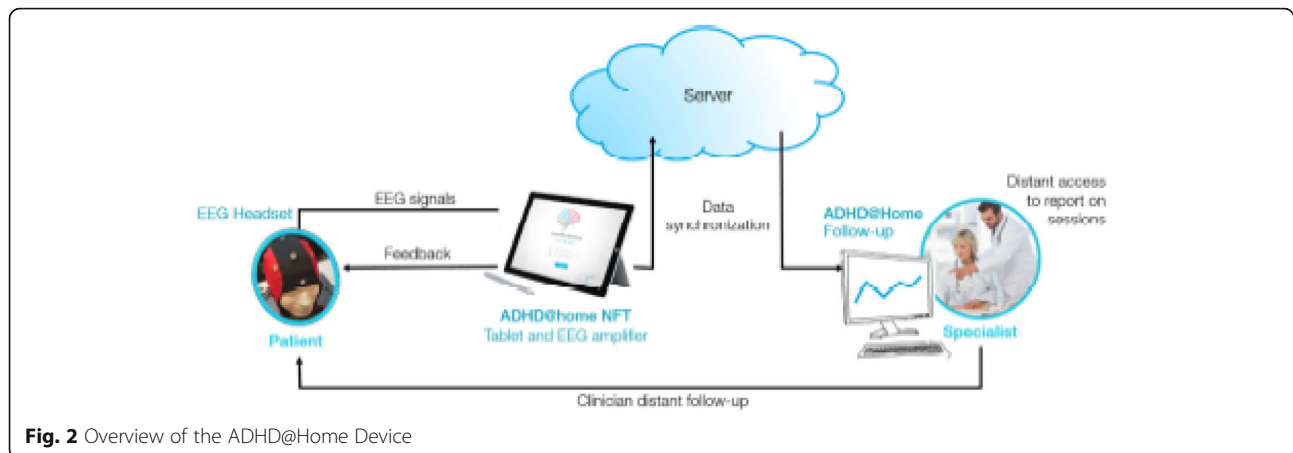 Server
EEG Headset
EEG signals
Feedback
Patient
ADHD@home NFT
Tablet and EEG amplifier
Data
synchronization
ADHD@Home
Follow-up
Distant access
to report on
sessions
Specialist
Clinician distant follow-up
Fig. 2 Overview of the ADHD@Home Device